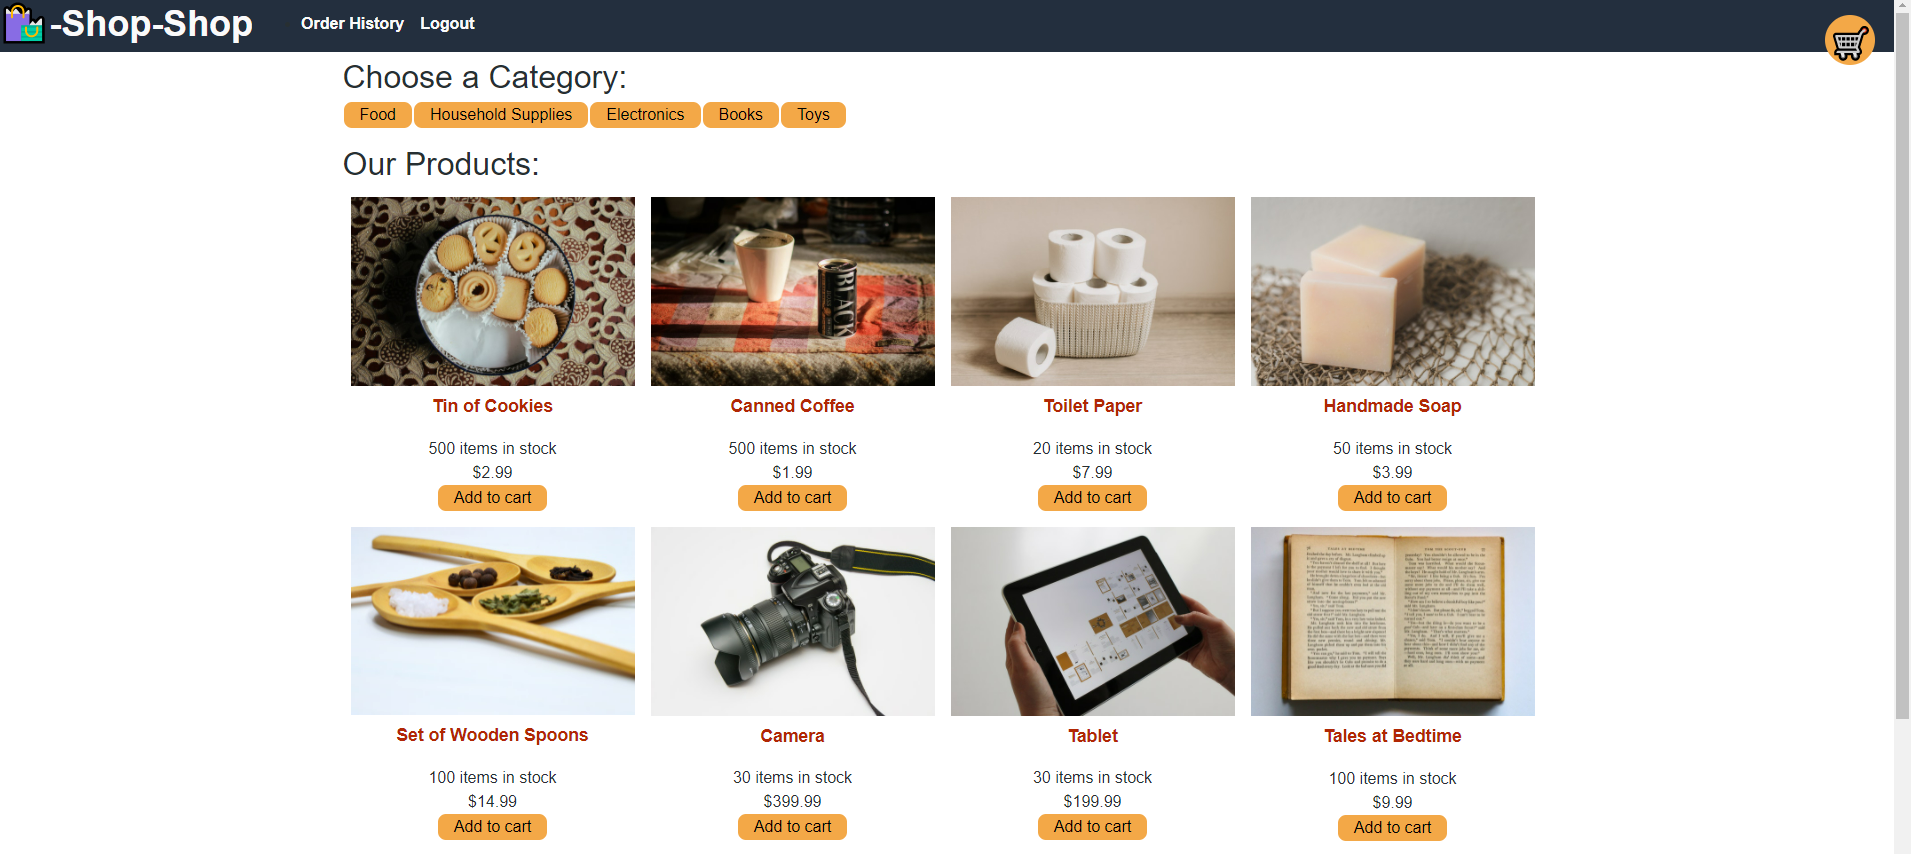 -Shop-Shop
Order History Logout
Choose a Category:
Food Household Supplies Electronics Books Toys
Our Products:
BLACK
Tin of Cookies Canned Coffee Toilet Paper Handmade Soap
500 items in stock 500 items in stock 20 items in stock 50 items in stock
$2.99 $1.99 $7.99 $3.99
Add to cart Add to cart Add to cart Add to cart
TALES AT BEDTIME
Set of Wooden Spoons Camera Tablet Tales at Bedtime
100 items in stock 30 items in stock 30 items in stock 100 items in stock
$14.99 $399.99 $199.99 $9.99
Add to cart Add to cart Add to cart Add to cart